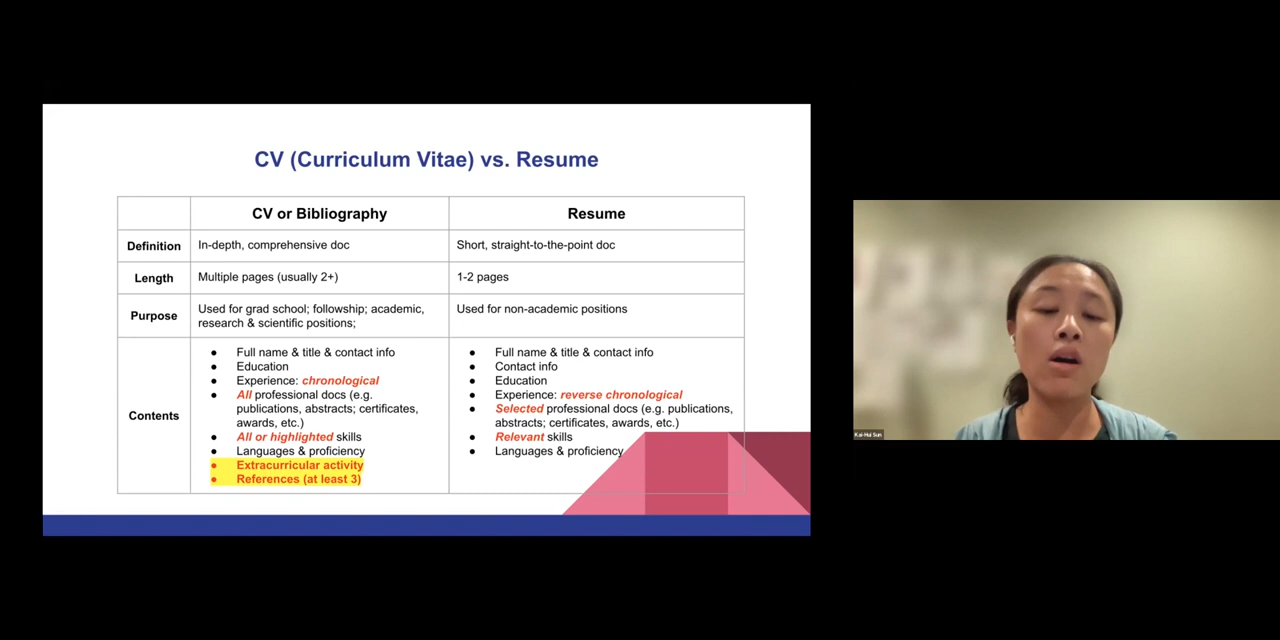 CV (Curriculum Vitae) vs. Resume
CV or Bibliography
Resume
Definition
In-depth, comprehensive doc
Short, straight-to-the-point doc
Length
Multiple pages (usually 2+)
1-2 pages
Purpose
Used for grad school; fellowship; academic,
research & scientific positions;
Used for non-academic positions
Contents
● Full name & title & contact info
● Education
● Experience: chronological
● All professional docs (e.g.
publications, abstracts; certificates,
awards, etc.)
● All or highlighted skills
● Languages & proficiency
● Extracurricular activity
● References (at least 3)
● Full name & title & contact info
● Contact info
● Education
● Experience: reverse chronological
● Selected professional docs (e.g. publications,
abstracts; certificates, awards, etc.)
● Relevant skills
● Languages & proficiency
Kai-Hui Sun